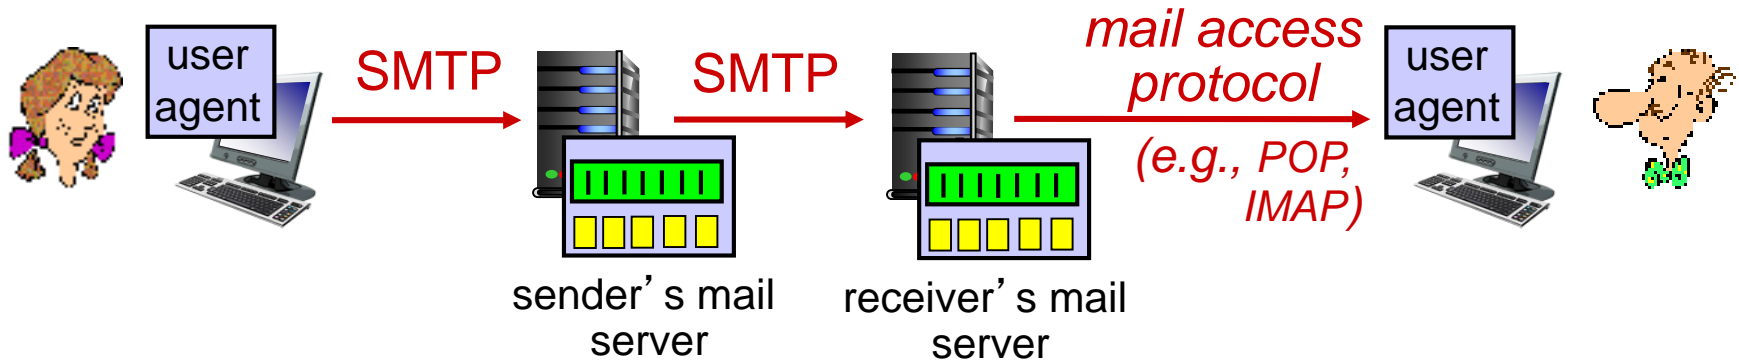 user
agent
SMTP
SMTP
mail access
protocol
(e.g., POP,
IMAP)
user
agent
sender’s mail
server
receiver’s mail
server